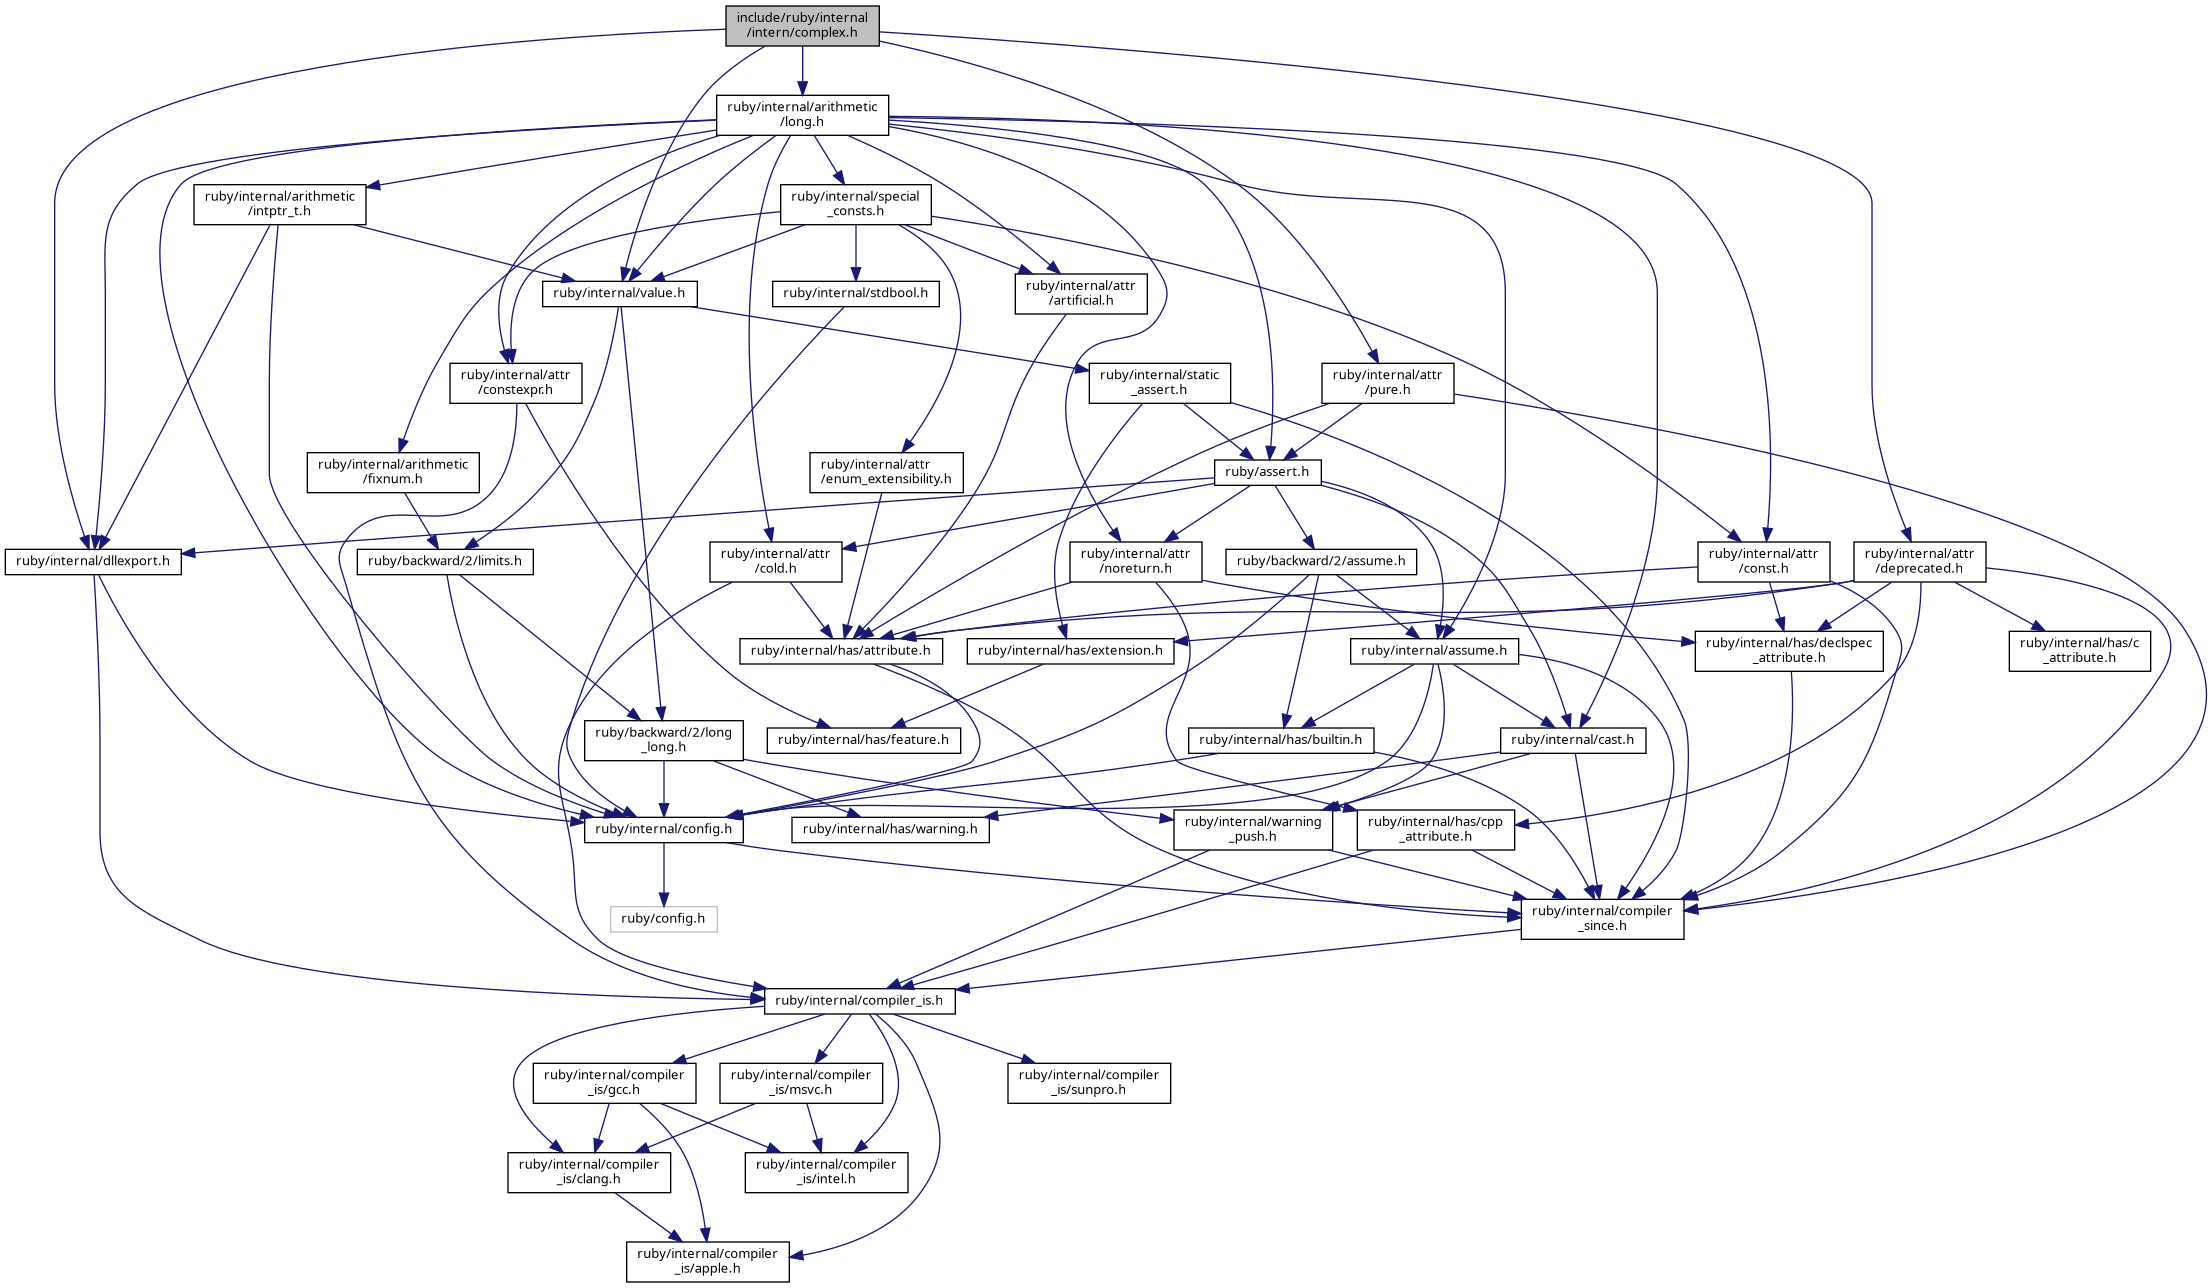 include/ruby/internal
/intern/complex.h
ruby/internal/arithmetic
/long.h
ruby/internal/arithmetic
/intptr_t.h
ruby/internal/special
_consts.h
ruby/internal/value.h
ruby/internal/stdbool.h
ruby/internal/attr
/artificial.h
ruby/internal/attr
/constexpr.h
ruby/internal/static
_assert.h
ruby/internal/attr
/pure.h
ruby/internal/arithmetic
/fixnum.h
ruby/internal/attr
/enum_extensibility.h
ruby/assert.h
ruby/internal/dllexport.h
ruby/backward/2/limits.h
ruby/internal/attr
/cold.h
ruby/internal/attr
/noreturn.h
ruby/backward/2/assume.h
ruby/internal/attr
/const.h
ruby/internal/attr
/deprecated.h
ruby/internal/has/attribute.h
ruby/internal/has/extension.h
ruby/internal/assume.h
ruby/internal/has/declspec
_attribute.h
ruby/internal/has/c
_attribute.h
ruby/backward/2/long
_long.h
ruby/internal/has/feature.h
ruby/internal/has/builtin.h
ruby/internal/cast.h
ruby/internal/config.h
ruby/internal/has/warning.h
ruby/internal/warning
_push.h
ruby/internal/has/cpp
_attribute.h
ruby/config.h
ruby/internal/compiler
_since.h
ruby/internal/compiler_is.h
ruby/internal/compiler
_is/gcc.h
ruby/internal/compiler
_is/msvc.h
ruby/internal/compiler
_is/sunpro.h
ruby/internal/compiler
_is/clang.h
ruby/internal/compiler
_is/intel.h
ruby/internal/compiler
_is/apple.h